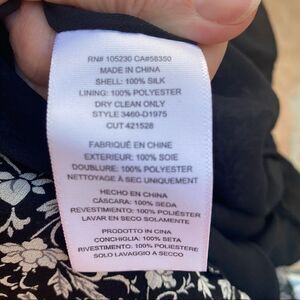 RN# 105230 CA#58350
MADE IN CHINA
SHELL: 100% SILK
LINING: 100% POLYESTER
DRY CLEAN ONLY
STYLE 3460-D1975
CUT 421528
FABRIQUÉ EN CHINE
EXTERIEUR: 100% SOIE
DOUBLURE: 100% POLYESTER
NETTOYAGE À SEC UNIQUEMENT
HECHO EN CHINA
CÁSCARA: 100% SEDA
REVESTIMIENTO: 100% POLIÉSTER
LAVAR EN SECO SOLAMENTE
PRODOTTO IN CINA
CONCHIGLIA: 100% SETA
RIVESTIMENTO: 100% POLIESTERE
SOLO LAVAGGIO A SECCO